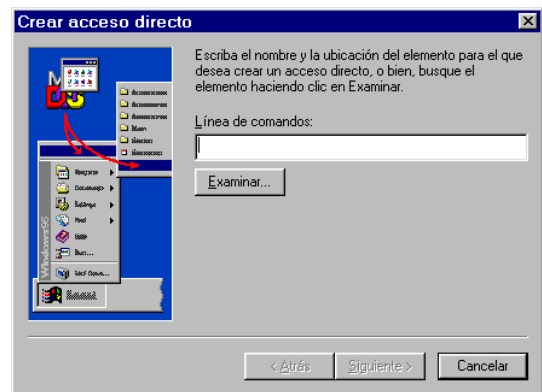 Crear acceso directo
Escriba el nombre y la ubicación del elemento para el que
desea crear un acceso directo, o bien, busque el
elemento haciendo clic en Examinar.
Línea de comandos:
Examinar...
Windows95
< Atrás
Siguiente >
Cancelar